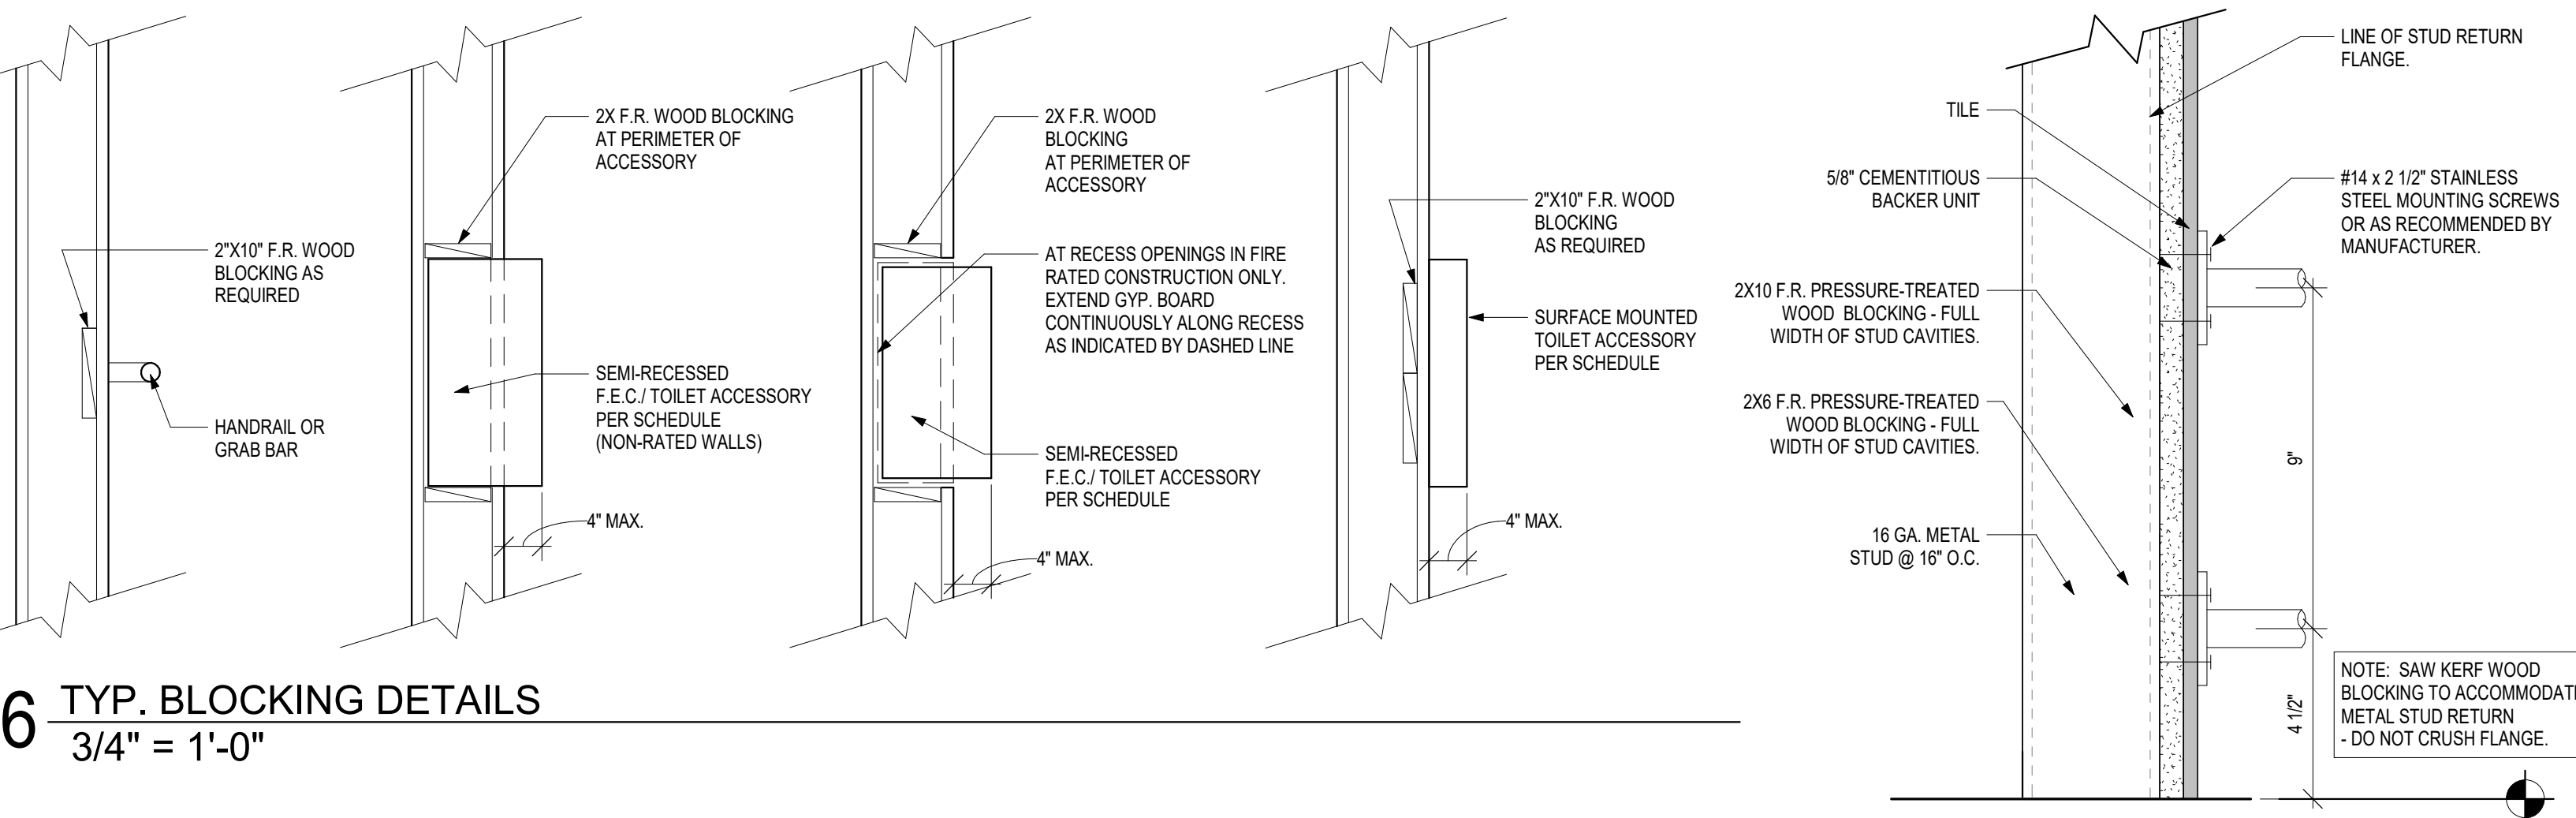 2"X10" F.R. WOOD
BLOCKING AS
REQUIRED
HANDRAIL OR
GRAB BAR
2X F.R. WOOD BLOCKING
AT PERIMETER OF
ACCESSORY
SEMI-RECESSED
F.E.C./ TOILET ACCESSORY
PER SCHEDULE
(NON-RATED WALLS)
4" MAX.
2X F.R. WOOD
BLOCKING
AT PERIMETER OF
ACCESSORY
AT RECESS OPENINGS IN FIRE
RATED CONSTRUCTION ONLY.
EXTEND GYP. BOARD
CONTINUOUSLY ALONG RECESS
AS INDICATED BY DASHED LINE
SEMI-RECESSED
F.E.C./ TOILET ACCESSORY
PER SCHEDULE
4" MAX.
2"X10" F.R. WOOD
BLOCKING
AS REQUIRED
SURFACE MOUNTED
TOILET ACCESSORY
PER SCHEDULE
4" MAX.
6 TYP. BLOCKING DETAILS
3/4" = 1'-0"
TILE
5/8" CEMENTITIOUS
BACKER UNIT
2X10 F.R. PRESSURE-TREATED
WOOD BLOCKING - FULL
WIDTH OF STUD CAVITIES.
2X6 F.R. PRESSURE-TREATED
WOOD BLOCKING - FULL
WIDTH OF STUD CAVITIES.
16 GA. METAL
STUD @ 16" O.C.
LINE OF STUD RETURN
FLANGE.
#14 x 2 1/2" STAINLESS
STEEL MOUNTING SCREWS
OR AS RECOMMENDED BY
MANUFACTURER.
9"
4 1/2"
NOTE: SAW KERF WOOD
BLOCKING TO ACCOMMODAT
METAL STUD RETURN
- DO NOT CRUSH FLANGE.